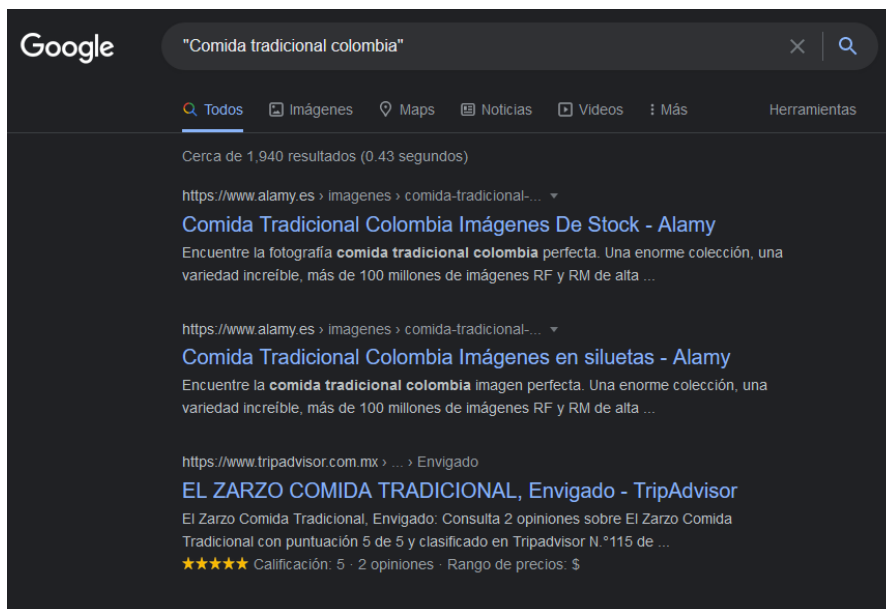 Google
"Comida tradicional colombia"
Todos Imágenes Maps Noticias Videos Más Herramientas
Cerca de 1,940 resultados (0.43 segundos)
https://www.alamy.es › imagenes › comida-tradicional-...
Comida Tradicional Colombia Imágenes De Stock - Alamy
Encuentre la fotografía comida tradicional colombia perfecta. Una enorme colección, una
variedad increíble, más de 100 millones de imágenes RF y RM de alta ...
https://www.alamy.es › imagenes › comida-tradicional-...
Comida Tradicional Colombia Imágenes en siluetas - Alamy
Encuentre la comida tradicional colombia imagen perfecta. Una enorme colección, una
variedad increíble, más de 100 millones de imágenes RF y RM de alta ...
https://www.tripadvisor.com.mx › ... › Envigado
EL ZARZO COMIDA TRADICIONAL, Envigado - TripAdvisor
El Zarzo Comida Tradicional, Envigado: Consulta 2 opiniones sobre El Zarzo Comida
Tradicional con puntuación 5 de 5 y clasificado en Tripadvisor N.°115 de ...
★★★★★ Calificación: 5 · 2 opiniones · Rango de precios: $